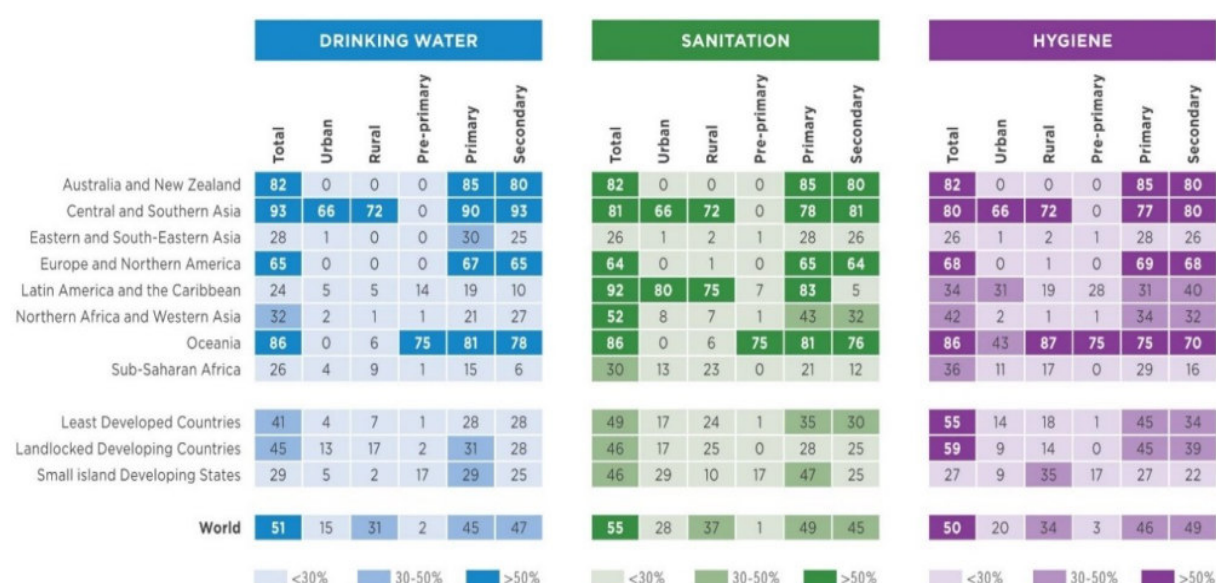 DRINKING WATER SANITATION HYGIENE
Total Urban Rural Pre-primary Primary Secondary Total Urban Rural Pre-primary Primary Secondary Total Urban Rural Pre-primary Primary Secondary
Australia and New Zealand 82 0 0 0 85 80 82 0 0 0 85 80 82 0 0 0 85 80
Central and Southern Asia 93 66 72 0 90 93 81 66 72 0 78 81 80 66 72 0 77 80
Eastern and South-Eastern Asia 28 1 0 0 30 25 26 1 2 1 28 26 26 1 2 1 28 26
Europe and Northern America 65 0 0 0 67 65 64 0 1 0 65 64 68 0 1 0 69 68
Latin America and the Caribbean 24 5 5 14 19 10 92 80 75 7 83 5 34 31 19 28 31 40
Northern Africa and Western Asia 32 2 1 1 21 27 52 8 7 1 43 32 42 2 1 1 34 32
Oceania 86 0 6 75 81 78 86 0 6 75 81 76 86 43 87 75 75 70
Sub-Saharan Africa 26 4 9 1 15 6 30 13 23 0 21 12 36 11 17 0 29 16
Least Developed Countries 41 4 7 1 28 28 49 17 24 1 35 30 55 14 18 1 45 34
Landlocked Developing Countries 45 13 17 2 31 28 46 17 25 0 28 25 59 9 14 0 45 39
Small island Developing States 29 5 2 17 29 25 46 29 10 17 47 25 27 9 35 17 27 22
World 51 15 31 2 45 47 55 28 37 1 49 45 50 20 34 3 46 49
<30% 30-50% >50% <30% 30-50% >50% <30% 30-50% >50%